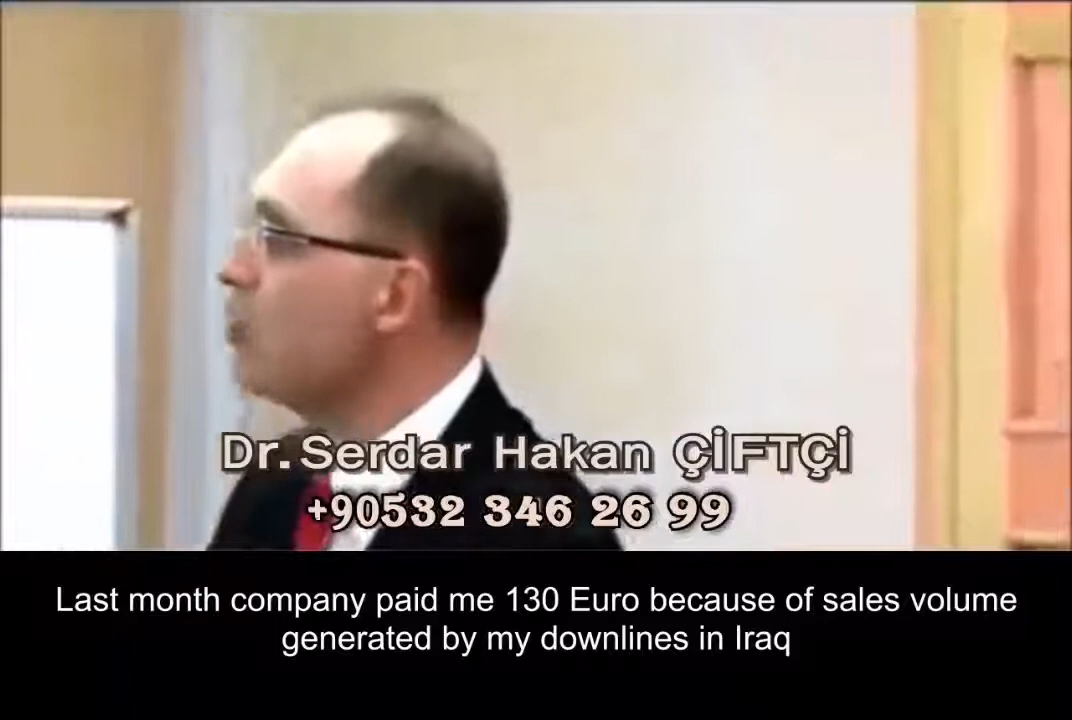 Dr. Serdar Hakan ÇİFTÇİ
+90532 346 26 99
Last month company paid me 130 Euro because of sales volume
generated by my downlines in Iraq